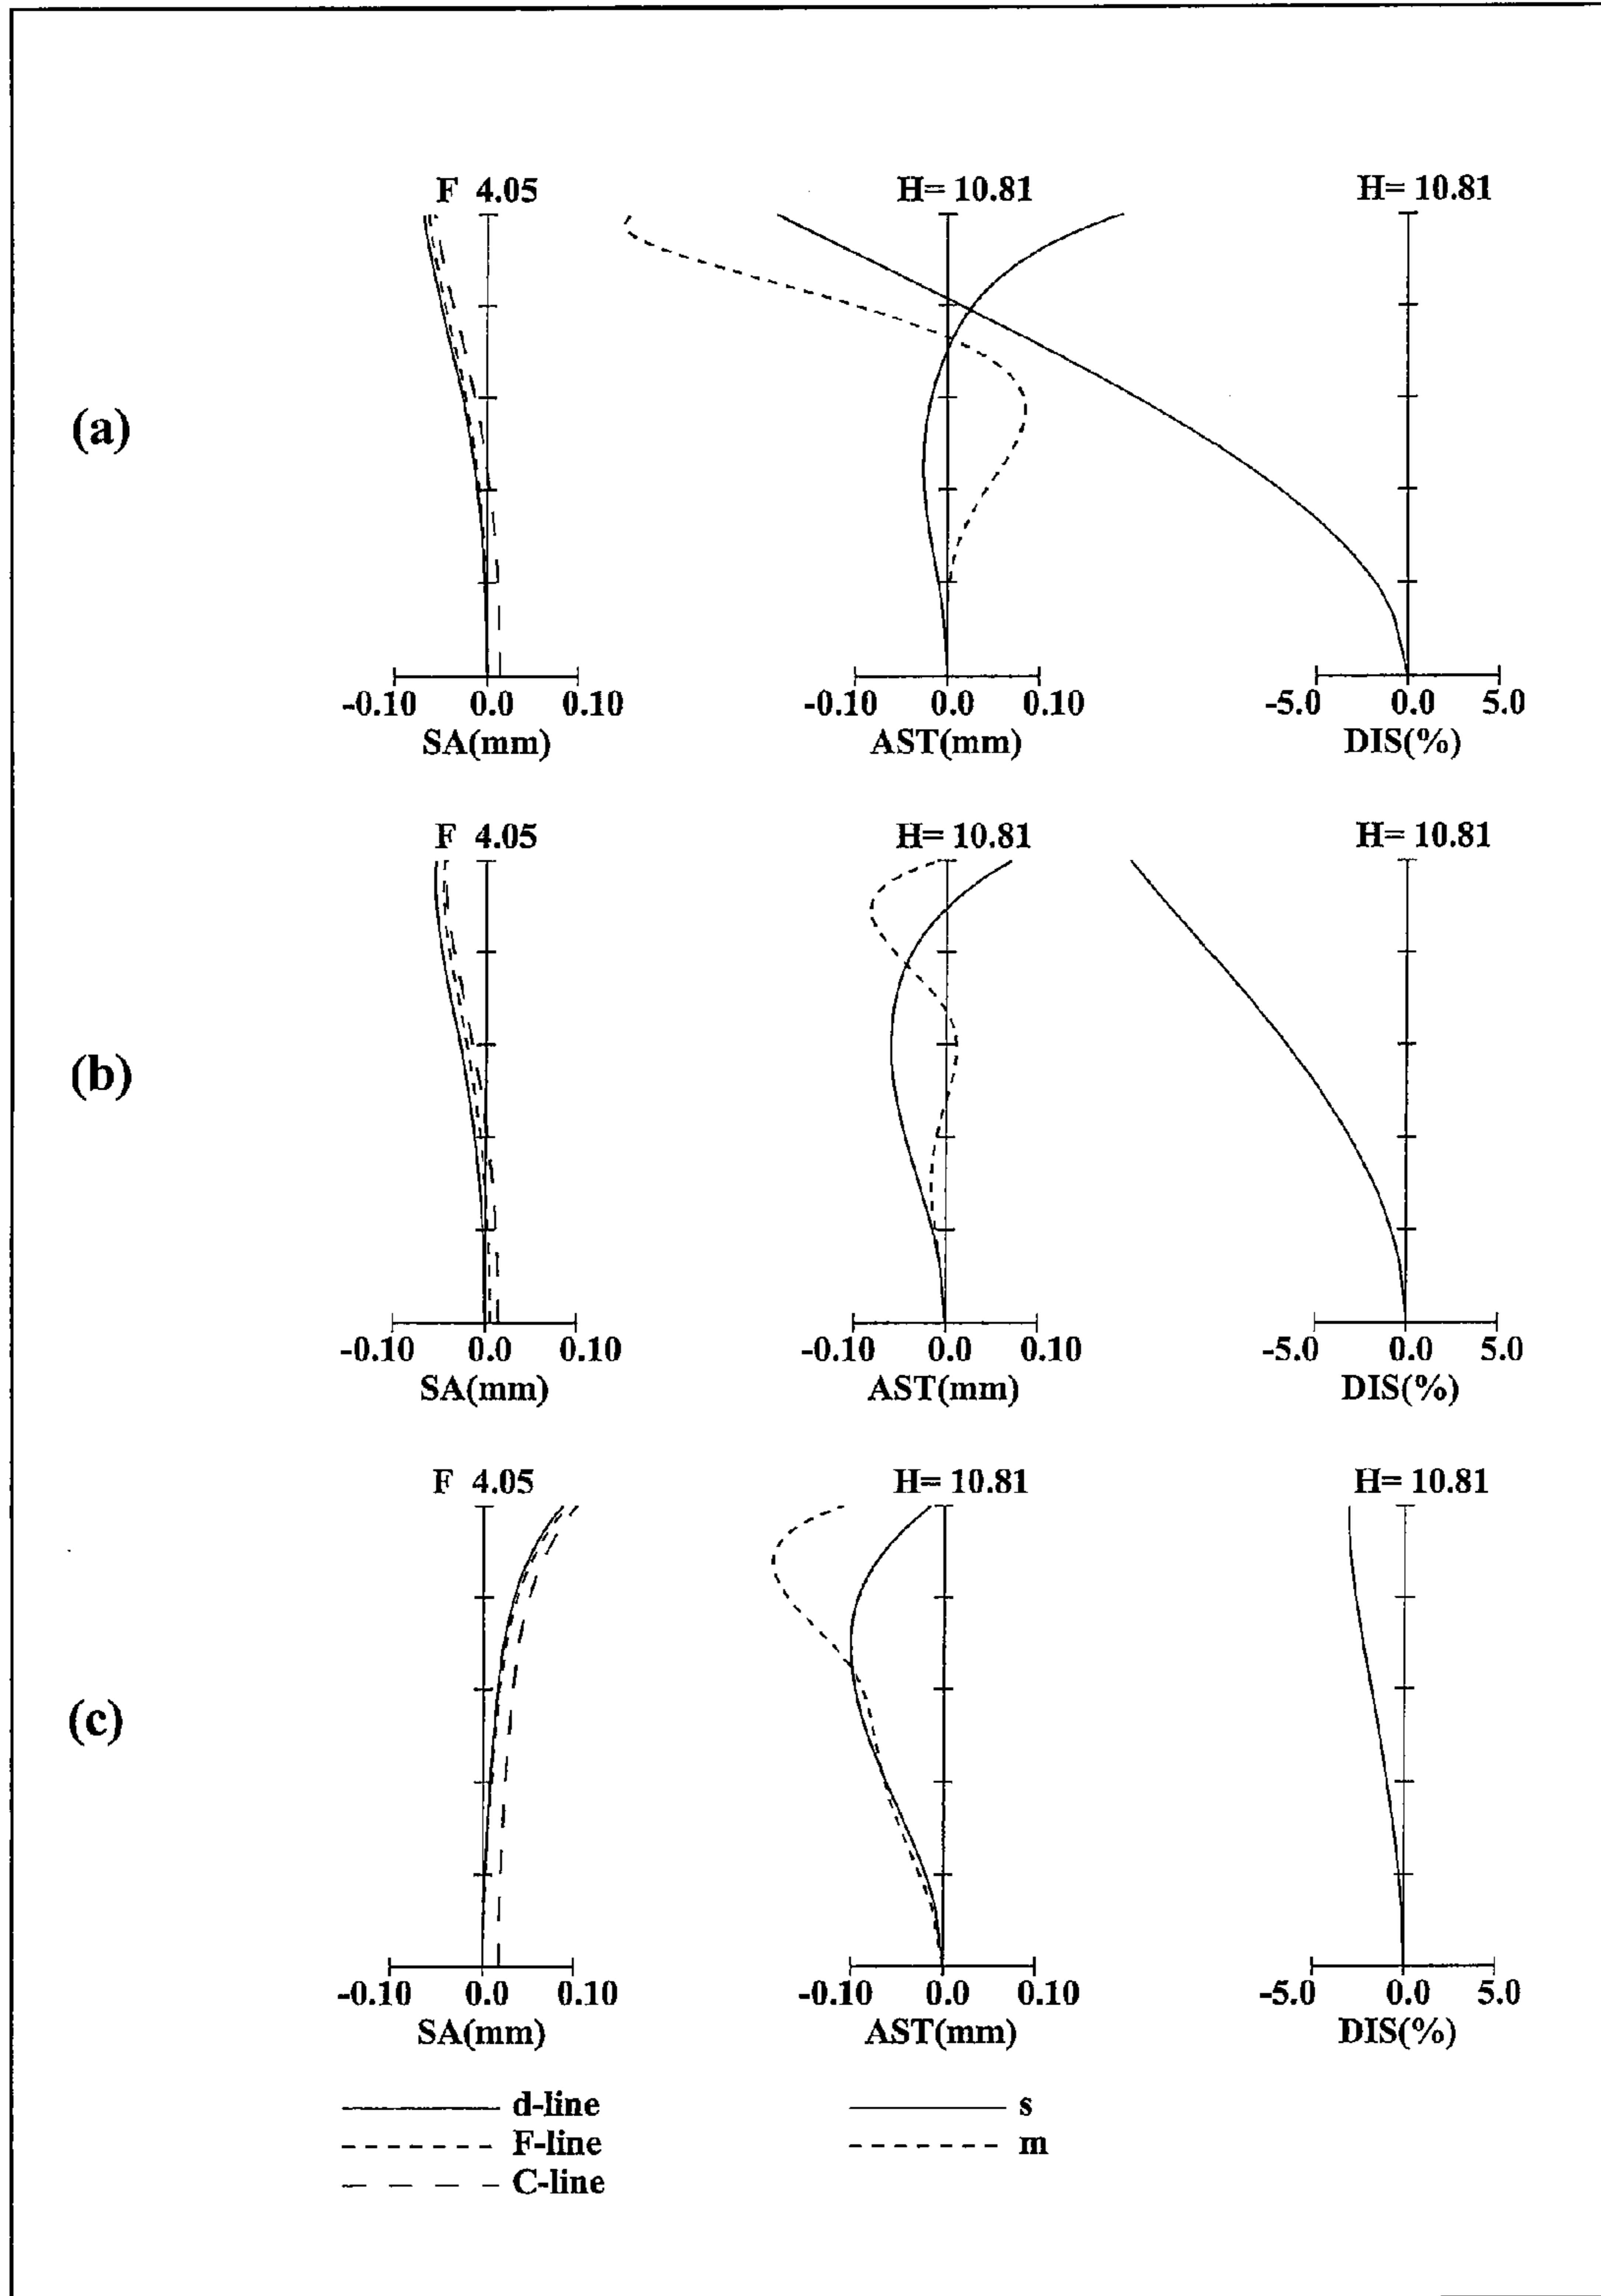 (a)
F 4.05
H= 10.81
H= 10.81
-0.10 0.0 0.10
SA(mm)
-0.10 0.0 0.10
AST(mm)
-5.0 0.0 5.0
DIS(%)
(b)
F 4.05
H= 10.81
H= 10.81
-0.10 0.0 0.10
SA(mm)
-0.10 0.0 0.10
AST(mm)
-5.0 0.0 5.0
DIS(%)
(c)
F 4.05
H= 10.81
H= 10.81
-0.10 0.0 0.10
SA(mm)
-0.10 0.0 0.10
AST(mm)
-5.0 0.0 5.0
DIS(%)
d-line
F-line
C-line
s
m